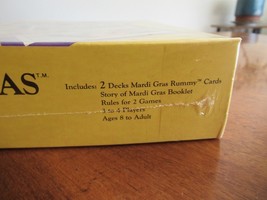 AS™
Includes: 2 Decks Mardi Gras Rummy™ Cards
Story of Mardi Gras Booklet
Rules for 2 Games
3 to 4 Players
Ages 8 to Adult